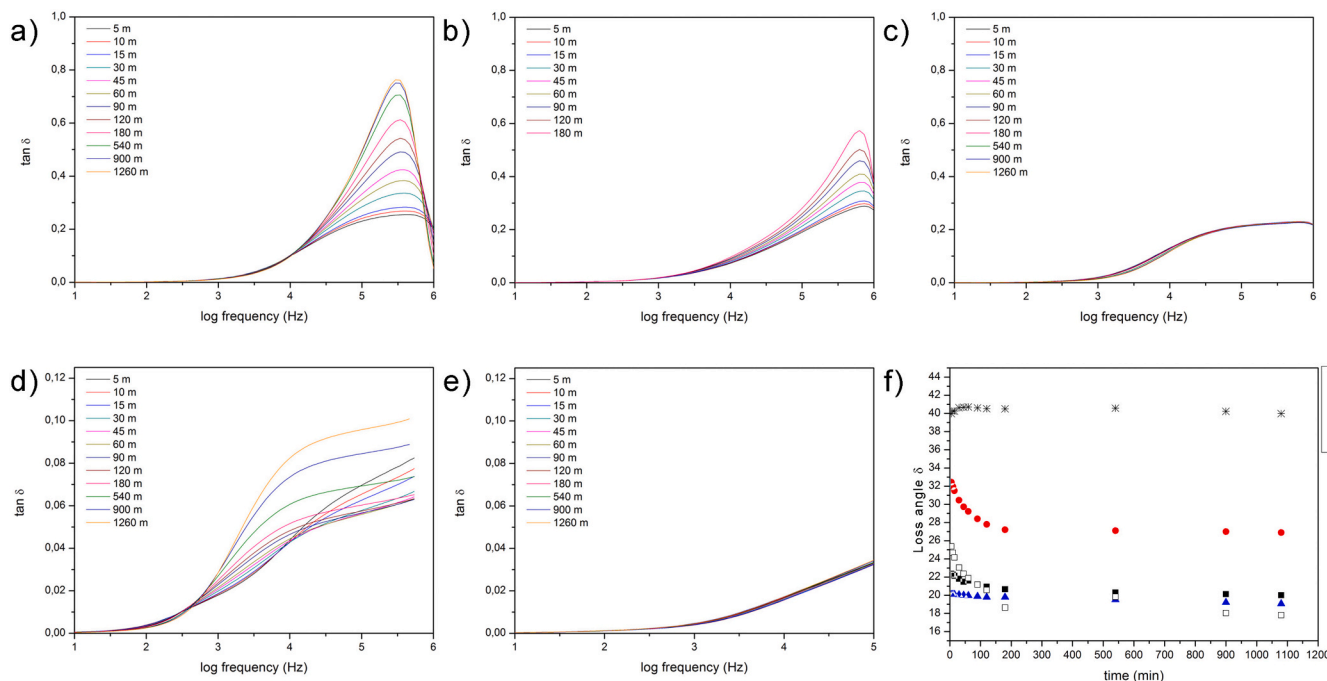 a)
tan δ
1,0
0,8
0,6
0,4
0,2
0,0
5 m
10 m
15 m
30 m
45 m
60 m
90 m
120 m
180 m
540 m
900 m
1260 m
1 2 3 4 5 6
log frequency (Hz)
b)
tan δ
1,0
0,8
0,6
0,4
0,2
0,0
5 m
10 m
15 m
30 m
45 m
60 m
90 m
120 m
180 m
1 2 3 4 5 6
log frequency (Hz)
c)
tan δ
1,0
0,8
0,6
0,4
0,2
0,0
5 m
10 m
15 m
30 m
45 m
60 m
90 m
120 m
180 m
540 m
900 m
1260 m
1 2 3 4 5 6
log frequency (Hz)
d)
tan δ
0,12
0,10
0,08
0,06
0,04
0,02
0,00
5 m
10 m
15 m
30 m
45 m
60 m
90 m
120 m
180 m
540 m
900 m
1260 m
1 2 3 4 5 6
log frequency (Hz)
e)
tan δ
0,12
0,10
0,08
0,06
0,04
0,02
0,00
5 m
10 m
15 m
30 m
45 m
60 m
90 m
120 m
180 m
540 m
900 m
1260 m
1 2 3 4 5
log frequency (Hz)
f)
Loss angle δ
44
42
40
38
36
34
32
30
28
26
24
22
20
18
16
0 100 200 300 400 500 600 700 800 900 1000 1100 1200
time (min)